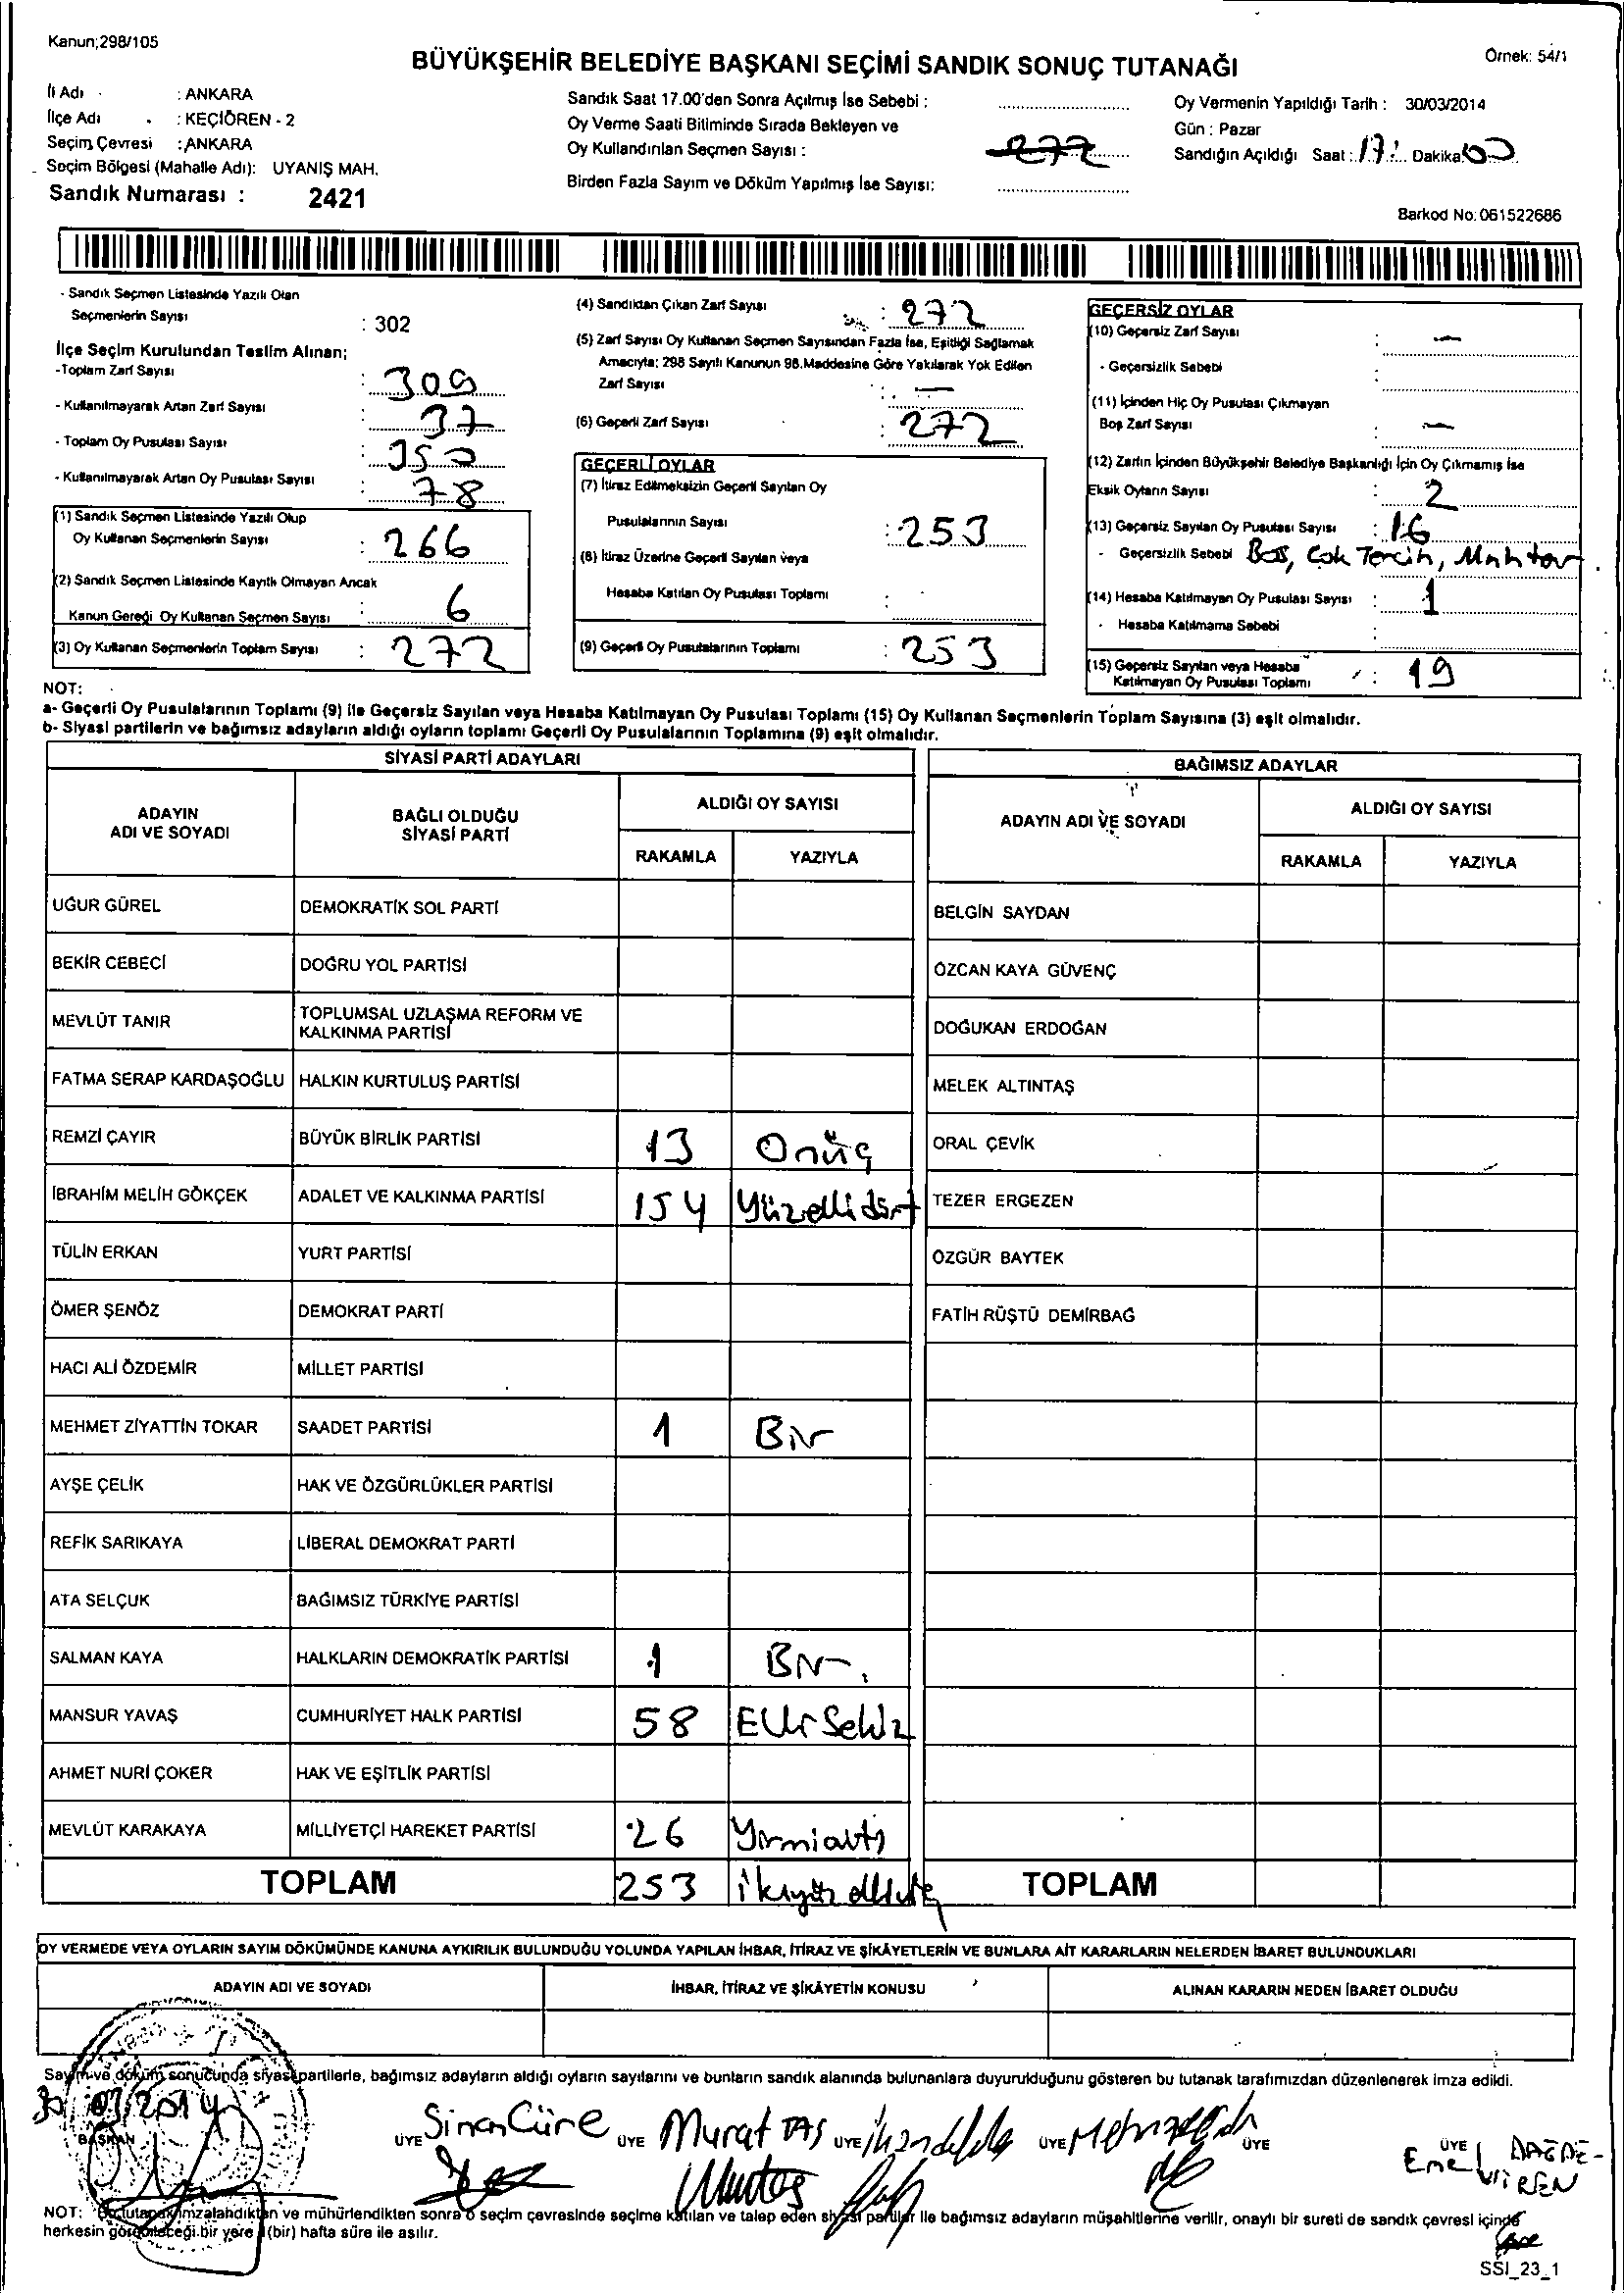 Kanun;298/105
BÜYÜKŞEHİR BELEDİYE BAŞKANI SEÇİMİ SANDIK SONUÇ TUTANAĞI
Örnek: 54/1
İl Adı : ANKARA
İlçe Adı : KEÇİÖREN - 2
Seçim Çevresi : ANKARA
Seçim Bölgesi (Mahalle Adı): UYANIŞ MAH.
Sandık Numarası : 2421
Sandık Saat 17.00'den Sonra Açılmış İse Sebebi :
Oy Verme Saati Bitiminde Sırada Bekleyen ve
Oy Kullandırılan Seçmen Sayısı : 272
Birden Fazla Sayım ve Döküm Yapılmış İse Sayısı:
Oy Vermenin Yapıldığı Tarih : 30/03/2014
Gün : Pazar
Sandığın Açıldığı Saat : 17: Dakika 00
Barkod No: 061522686
- Sandık Seçmen Listesinde Yazılı Olan
Seçmenlerin Sayısı : 302
İlçe Seçim Kurulundan Teslim Alınan;
-Toplam Zarf Sayısı : 309
- Kullanılmayarak Artan Zarf Sayısı : 37
- Toplam Oy Pusulası Sayısı : 350
- Kullanılmayarak Artan Oy Pusulası Sayısı : 78
(1) Sandık Seçmen Listesinde Yazılı Olup
Oy Kullanan Seçmenlerin Sayısı : 266
(2) Sandık Seçmen Listesinde Kayıtlı Olmayan Ancak
Kanun Gereği Oy Kullanan Seçmen Sayısı : 6
(3) Oy Kullanan Seçmenlerin Toplam Sayısı : 272
(4) Sandıktan Çıkan Zarf Sayısı : 272
(5) Zarf Sayısı Oy Kullanan Seçmen Sayısından Fazla İse, Eşitliği Sağlamak
Amacıyla; 298 Sayılı Kanunun 98.Maddesine Göre Yakılarak Yok Edilen
Zarf Sayısı : —
(6) Geçerli Zarf Sayısı : 272
GEÇERLİ OYLAR
(7) İtiraz Edilmeksizin Geçerli Sayılan Oy
Pusulalarının Sayısı : 253
(8) İtiraz Üzerine Geçerli Sayılan veya
Hesaba Katılan Oy Pusulası Toplamı :
(9) Geçerli Oy Pusulalarının Toplamı : 253
GEÇERSİZ OYLAR
(10) Geçersiz Zarf Sayısı : —
- Geçersizlik Sebebi :
(11) İçinden Hiç Oy Pusulası Çıkmayan
Boş Zarf Sayısı : —
(12) Zarfın İçinden Büyükşehir Belediye Başkanlığı İçin Oy Çıkmamış İse
Eksik Oyların Sayısı : 2
(13) Geçersiz Sayılan Oy Pusulası Sayısı : 16
- Geçersizlik Sebebi Boş, Çok Tercih, Muhtar
(14) Hesaba Katılmayan Oy Pusulası Sayısı : 1
- Hesaba Katılmama Sebebi :
(15) Geçersiz Sayılan veya Hesaba
Katılmayan Oy Pusulası Toplamı : 19
NOT:
a- Geçerli Oy Pusulalarının Toplamı (9) ile Geçersiz Sayılan veya Hesaba Katılmayan Oy Pusulası Toplamı (15) Oy Kullanan Seçmenlerin Toplam Sayısına (3) eşit olmalıdır.
b- Siyasi partilerin ve bağımsız adayların aldığı oyların toplamı Geçerli Oy Pusulalarının Toplamına (9) eşit olmalıdır.
SİYASİ PARTİ ADAYLARI
ADAYIN ADI VE SOYADI
BAĞLI OLDUĞU SİYASİ PARTİ
ALDIĞI OY SAYISI
RAKAMLA YAZIYLA
UĞUR GÜREL DEMOKRATİK SOL PARTİ
BEKİR CEBECİ DOĞRU YOL PARTİSİ
MEVLÜT TANIR TOPLUMSAL UZLAŞMA REFORM VE KALKINMA PARTİSİ
FATMA SERAP KARDAŞOĞLU HALKIN KURTULUŞ PARTİSİ
REMZİ ÇAYIR BÜYÜK BİRLİK PARTİSİ 13 Onüç
İBRAHİM MELİH GÖKÇEK ADALET VE KALKINMA PARTİSİ 154 Yüzellidört
TÜLİN ERKAN YURT PARTİSİ
ÖMER ŞENÖZ DEMOKRAT PARTİ
HACI ALİ ÖZDEMİR MİLLET PARTİSİ
MEHMET ZİYATTİN TOKAR SAADET PARTİSİ 1 Bir
AYŞE ÇELİK HAK VE ÖZGÜRLÜKLER PARTİSİ
REFİK SARIKAYA LİBERAL DEMOKRAT PARTİ
ATA SELÇUK BAĞIMSIZ TÜRKİYE PARTİSİ
SALMAN KAYA HALKLARIN DEMOKRATİK PARTİSİ 1 Bir
MANSUR YAVAŞ CUMHURİYET HALK PARTİSİ 58 Elli Sekiz
AHMET NURİ ÇOKER HAK VE EŞİTLİK PARTİSİ
MEVLÜT KARAKAYA MİLLİYETÇİ HAREKET PARTİSİ 26 Yirmialtı
TOPLAM 253 ikiyüz elliüç
BAĞIMSIZ ADAYLAR
ADAYIN ADI VE SOYADI
ALDIĞI OY SAYISI
RAKAMLA YAZIYLA
BELGİN SAYDAN
ÖZCAN KAYA GÜVENÇ
DOĞUKAN ERDOĞAN
MELEK ALTINTAŞ
ORAL ÇEVİK
TEZER ERGEZEN
ÖZGÜR BAYTEK
FATİH RÜŞTÜ DEMİRBAĞ
TOPLAM
OY VERMEDE VEYA OYLARIN SAYIM DÖKÜMÜNDE KANUNA AYKIRILIK BULUNDUĞU YOLUNDA YAPILAN İHBAR, İTİRAZ VE ŞİKÂYETLERİN VE BUNLARA AİT KARARLARIN NELERDEN İBARET BULUNDUKLARI
ADAYIN ADI VE SOYADI İHBAR, İTİRAZ VE ŞİKÂYETİN KONUSU ALINAN KARARIN NEDEN İBARET OLDUĞU
Sayım ve döküm sonucunda siyasi partilerle, bağımsız adayların aldığı oyların sayılarını ve bunların sandık alanında bulunanlara duyurulduğunu gösteren bu tutanak tarafımızdan düzenlenerek imza edildi.
30/03/2014
BAŞKAN
ÜYE Sinan Cüre ÜYE Murat TAŞ ÜYE ÜYE ÜYE ÜYE Emel DAĞDE-
VİREN
NOT: Bu tutanak imzalandıktan ve mühürlendikten sonra o seçim çevresinde seçime katılan ve talep eden siyasi partiler ile bağımsız adayların müşahitlerine verilir, onaylı bir sureti de sandık çevresi içinde
herkesin görebileceği bir yere 1(bir) hafta süre ile asılır.
SSİ_23_1